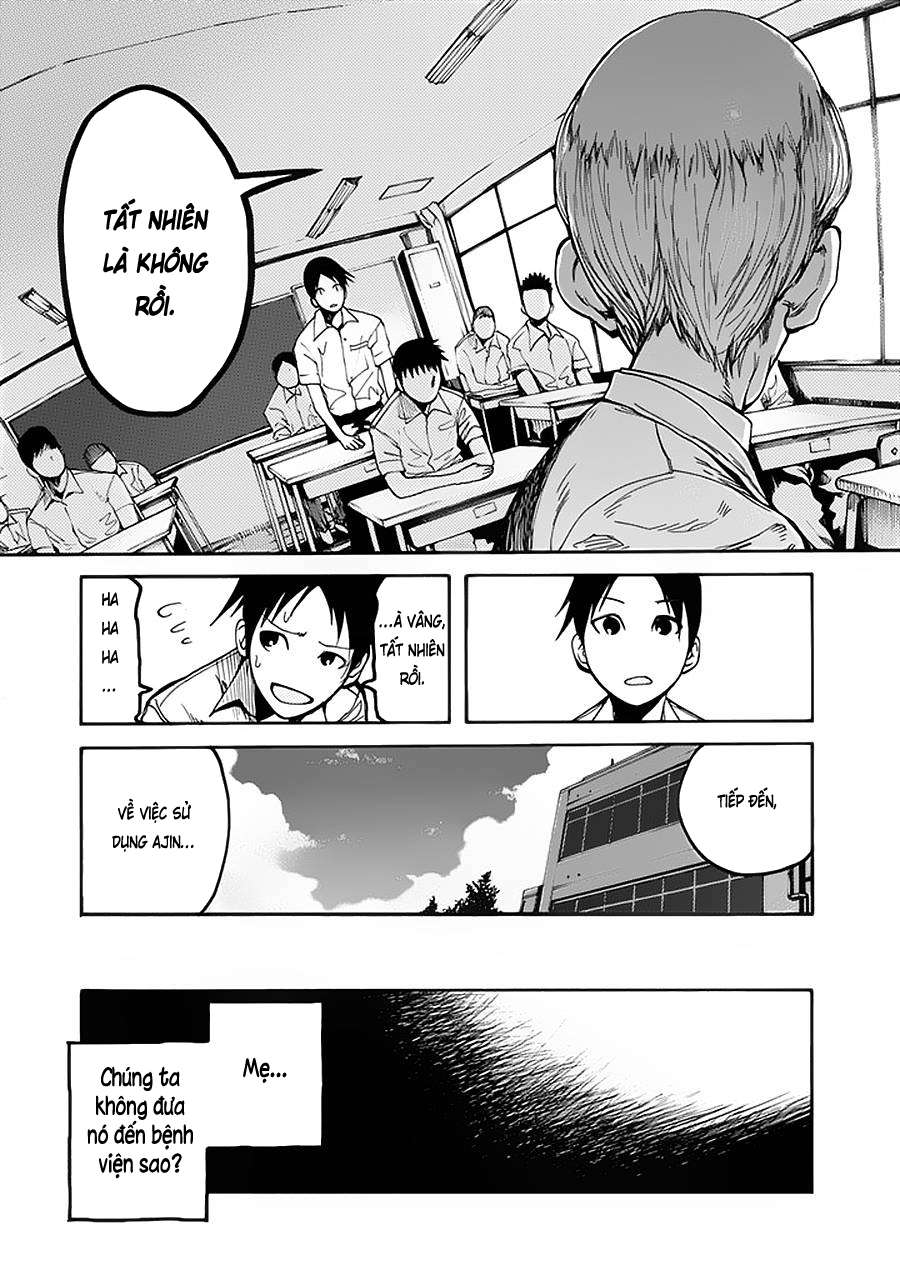 TẤT NHIÊN
LÀ KHÔNG
RỒI.
...À VÂNG,
TẤT NHIÊN
RỒI.
HA
HA
HA
...
TIẾP ĐẾN,
VỀ VIỆC SỬ
DỤNG AJIN...
Mẹ...
Chúng ta
không đưa
nó đến bệnh
viện sao?